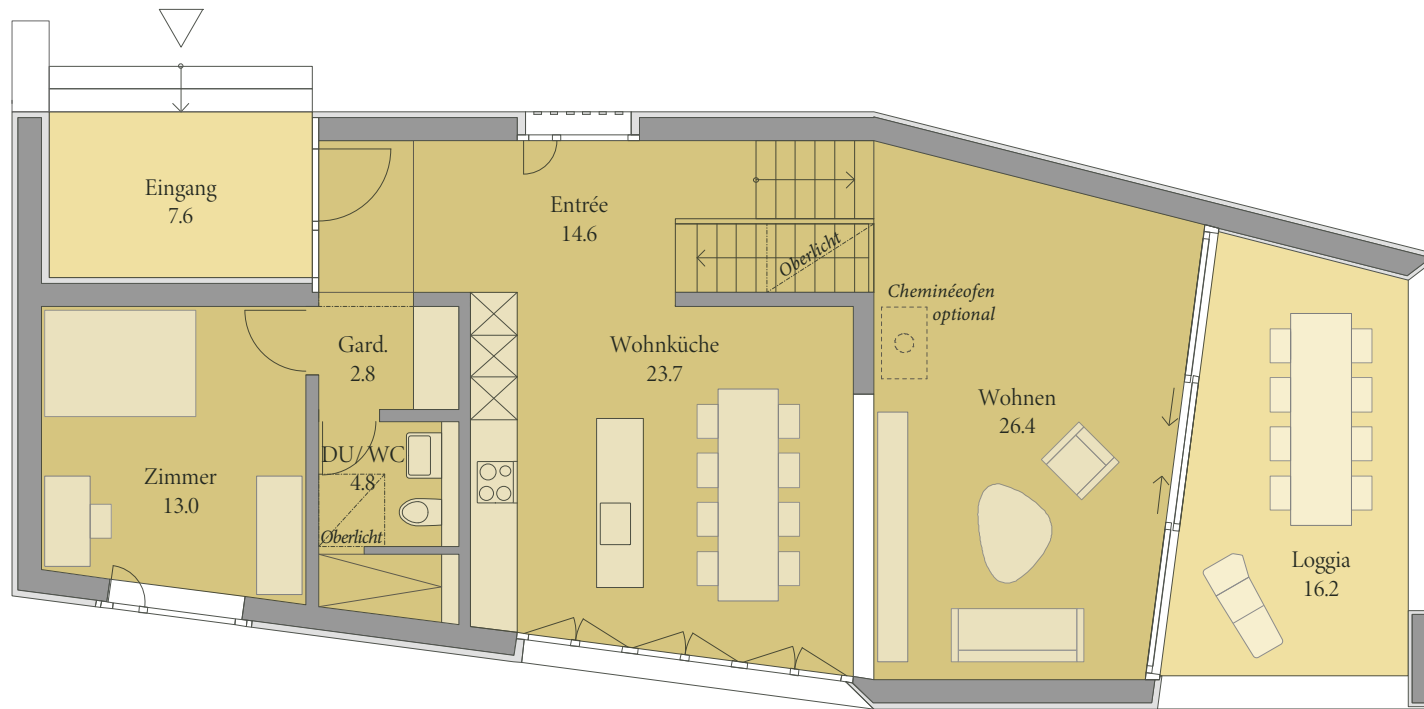 Eingang
7.6
Entrée
14.6
Oberlicht
Cheminéeofen
optional
Gard.
2.8
Wohnküche
23.7
Wohnen
26.4
DU/WC
4.8
Zimmer
13.0
Oberlicht
Loggia
16.2